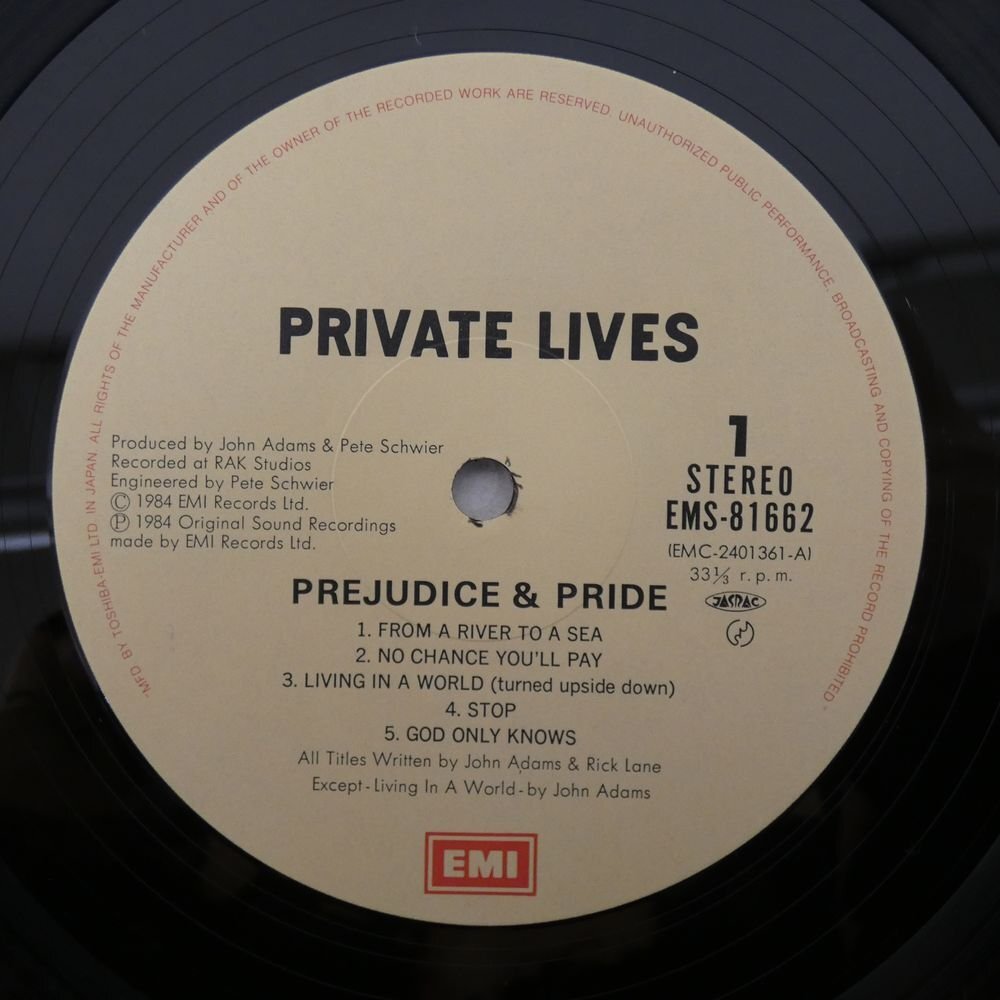 "MFD. BY TOSHIBA-EMI LTD. IN JAPAN. ALL RIGHTS OF THE MANUFACTURER AND OF THE OWNER OF THE RECORDED WORK ARE RESERVED. UNAUTHORIZED PUBLIC PERFORMANCE, BROADCASTING AND COPYING OF THE RECORD PROHIBITED"
PRIVATE LIVES
Produced by John Adams & Pete Schwier
Recorded at RAK Studios
Engineered by Pete Schwier
© 1984 EMI Records Ltd.
℗ 1984 Original Sound Recordings
made by EMI Records Ltd.
1
STEREO
EMS-81662
(EMC-2401361-A)
33⅓ r.p.m.
JASRAC
PREJUDICE & PRIDE
1. FROM A RIVER TO A SEA
2. NO CHANCE YOU'LL PAY
3. LIVING IN A WORLD (turned upside down)
4. STOP
5. GOD ONLY KNOWS
All Titles Written by John Adams & Rick Lane
Except-Living In A World-by John Adams
EMI